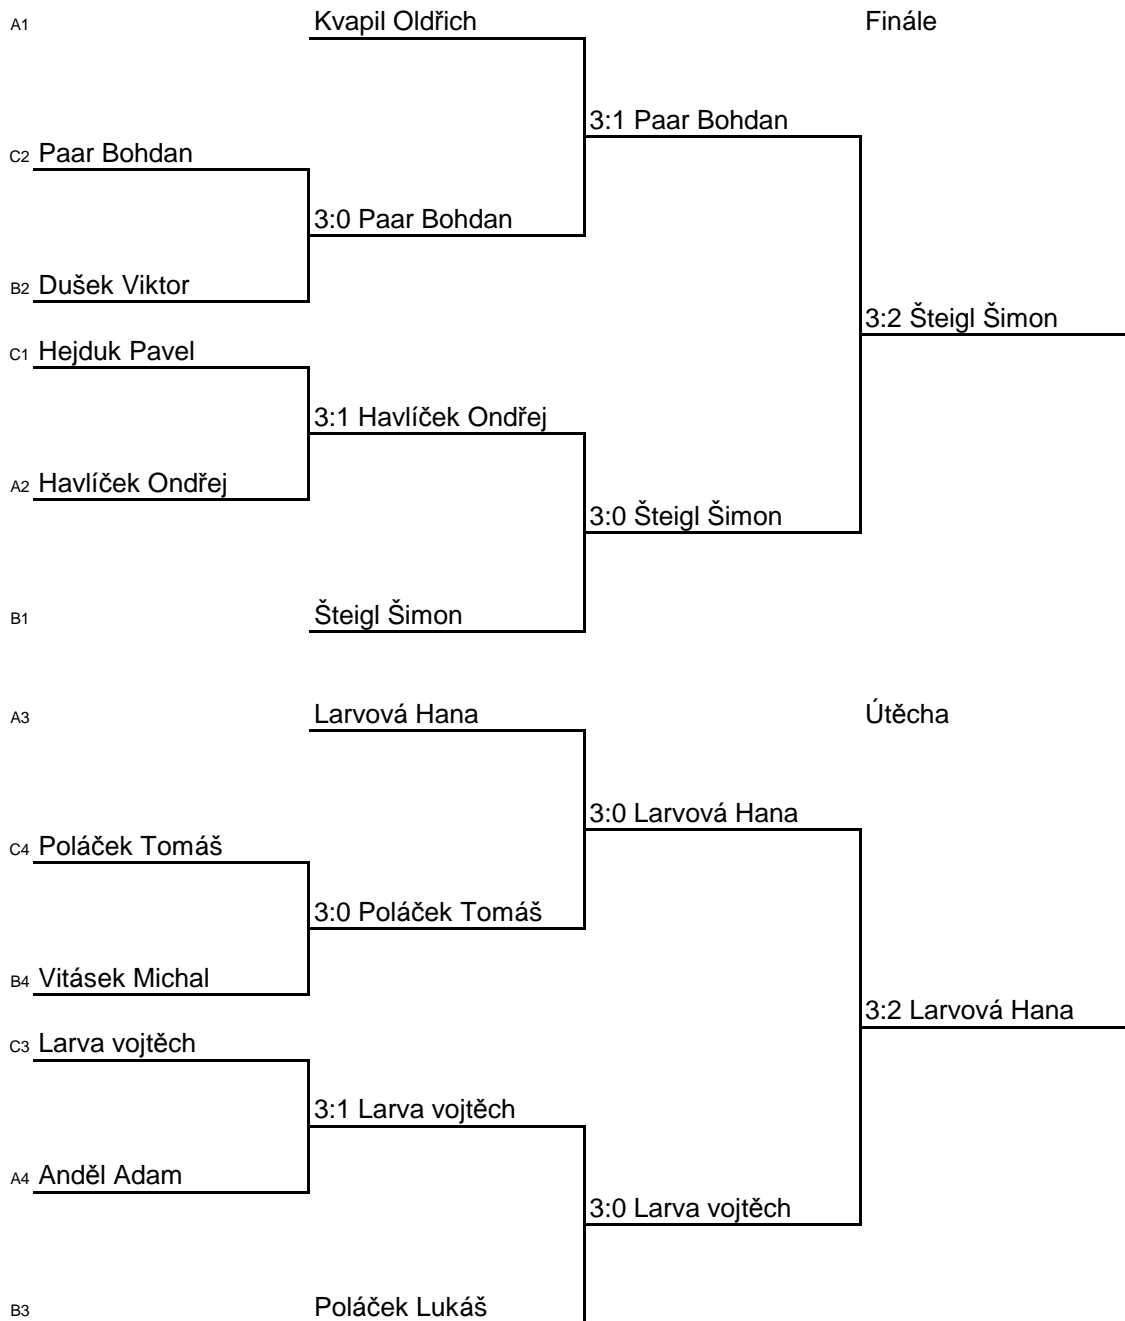 A1 Kvapil Oldřich Finále
3:1 Paar Bohdan
C2 Paar Bohdan
3:0 Paar Bohdan
B2 Dušek Viktor
3:2 Šteigl Šimon
C1 Hejduk Pavel
3:1 Havlíček Ondřej
A2 Havlíček Ondřej
3:0 Šteigl Šimon
B1 Šteigl Šimon
A3 Larvová Hana Útěcha
3:0 Larvová Hana
C4 Poláček Tomáš
3:0 Poláček Tomáš
B4 Vitásek Michal
3:2 Larvová Hana
C3 Larva vojtěch
3:1 Larva vojtěch
A4 Anděl Adam
3:0 Larva vojtěch
B3 Poláček Lukáš